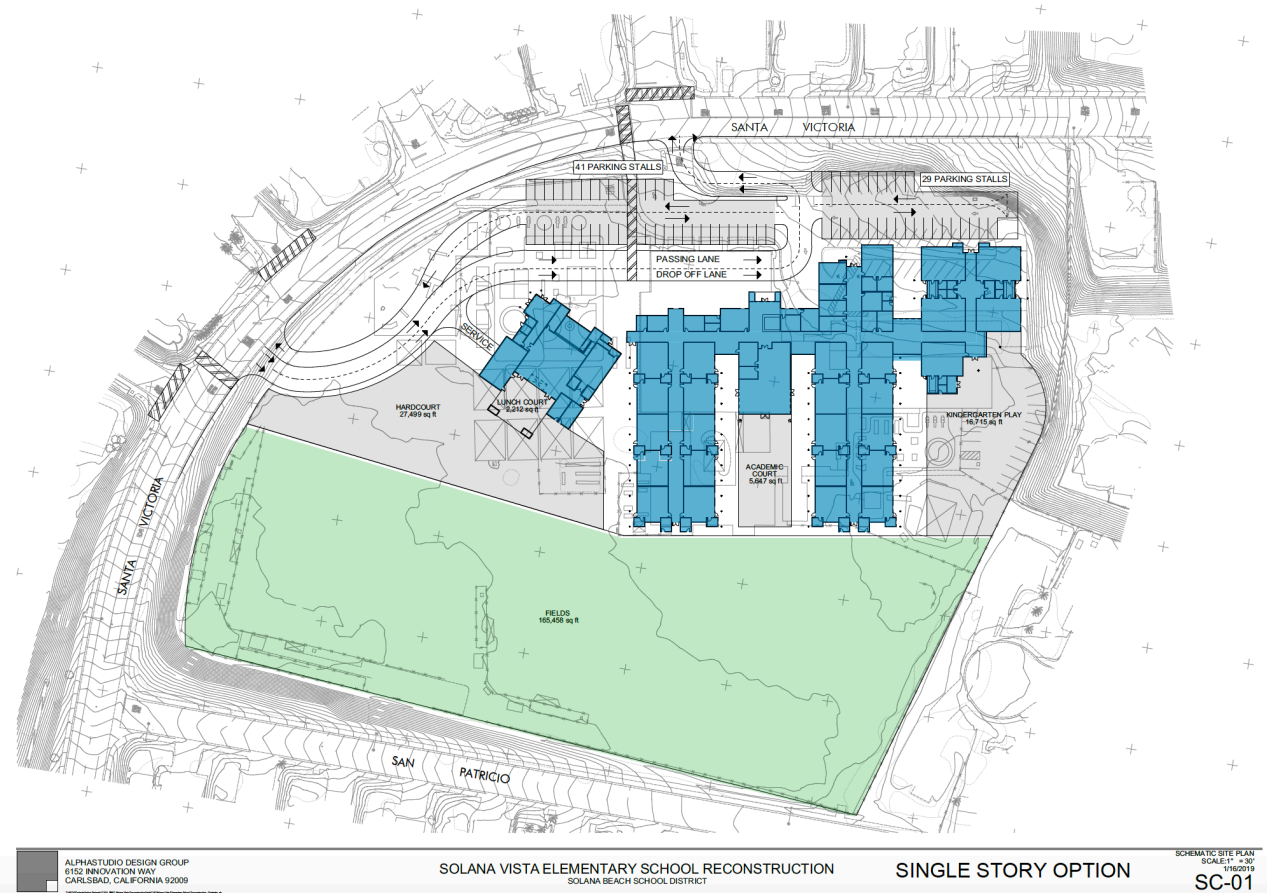 SANTA VICTORIA
41 PARKING STALLS
29 PARKING STALLS
PASSING LANE
DROP OFF LANE
SERVICE
HARDCOURT
27,499 sq ft
LUNCH COURT
2,212 sq ft
KINDERGARTEN PLAY
16,715 sq ft
ACADEMIC
COURT
5,647 sq ft
SANTA VICTORIA
FIELDS
165,458 sq ft
SAN PATRICIO
ALPHASTUDIO DESIGN GROUP
6152 INNOVATION WAY
CARLSBAD, CALIFORNIA 92009
SOLANA VISTA ELEMENTARY SCHOOL RECONSTRUCTION
SOLANA BEACH SCHOOL DISTRICT
SINGLE STORY OPTION
SCHEMATIC SITE PLAN
SCALE:1" = 30'
1/16/2019
SC-01